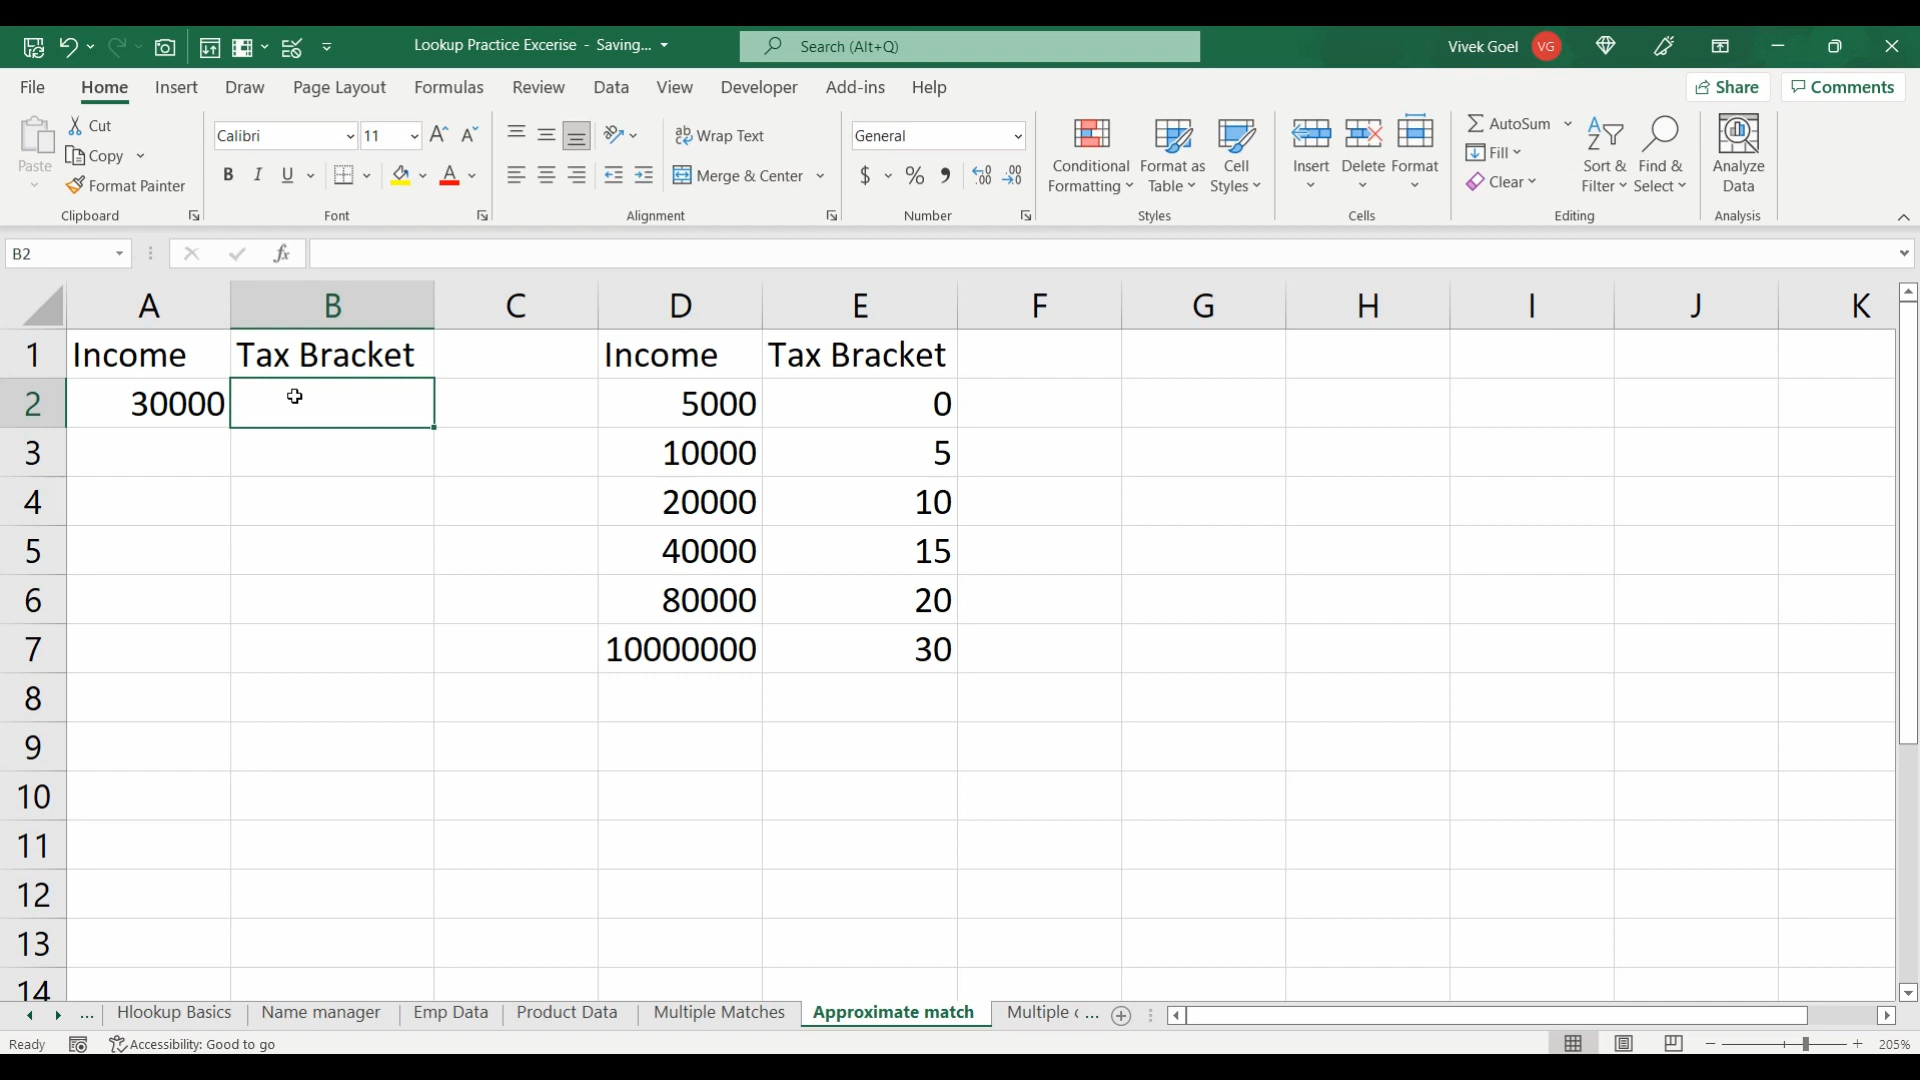 Lookup Practice Excerise - Saving...
Search (Alt+Q)
Vivek Goel VG
File Home Insert Draw Page Layout Formulas Review Data View Developer Add-ins Help Share Comments
Paste
Cut
Copy
Format Painter
Clipboard
Calibri 11
B I U A
Font
ab Wrap Text
Merge & Center
Alignment
General
$ % , .00
Number
Conditional Formatting
Format as Table
Cell Styles
Styles
Insert Delete Format
Cells
AutoSum
Fill
Clear
Sort & Filter
Find & Select
Editing
Analyze Data
Analysis
B2 fx
A B C D E F G H I J K
1 Income Tax Bracket Income Tax Bracket
2 30000 5000 0
3 10000 5
4 20000 10
5 40000 15
6 80000 20
7 10000000 30
8
9
10
11
12
13
14
... Hlookup Basics Name manager Emp Data Product Data Multiple Matches Approximate match Multiple c ...
Ready Accessibility: Good to go 205%